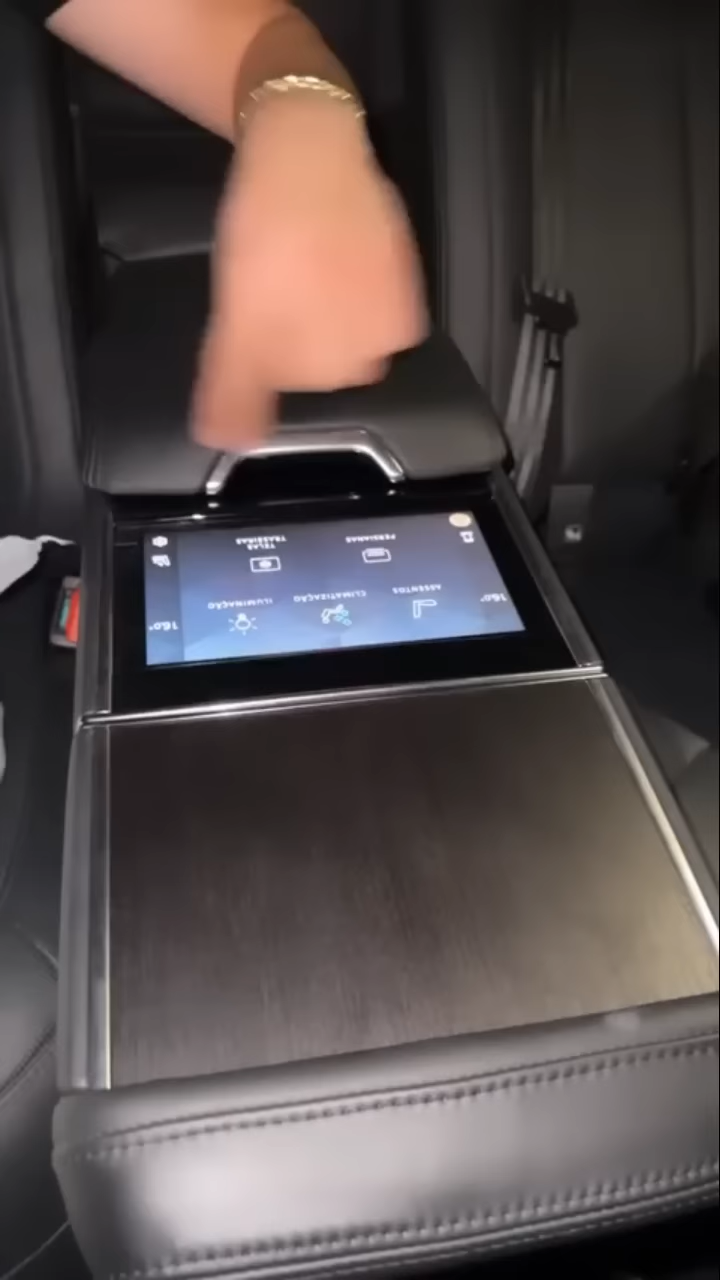 16.0°
ASSENTOS
CLIMATIZAÇÃO
ILUMINAÇÃO
16.0°
PERSIANAS
TELAS
TRASEIRAS